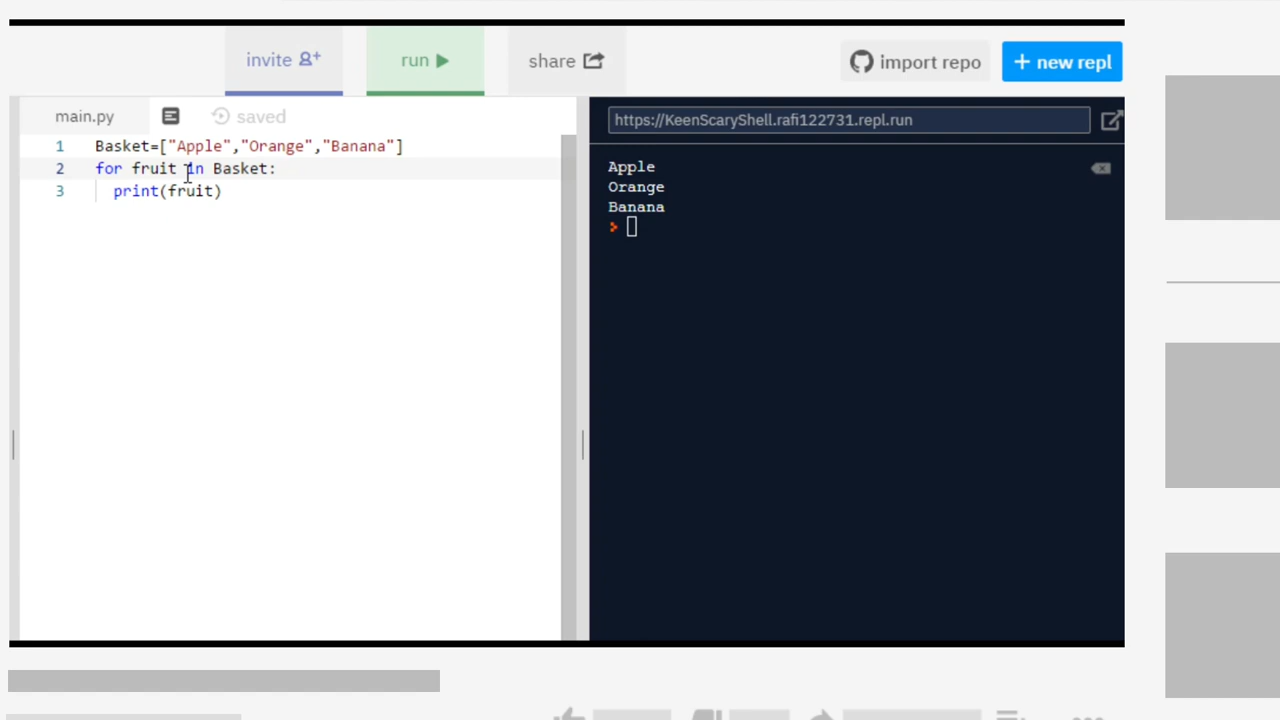 invite
run
share
import repo
+ new repl
main.py
saved
1 Basket=["Apple","Orange","Banana"]
2 for fruit in Basket:
3 print(fruit)
https://KeenScaryShell.rafi122731.repl.run
Apple
Orange
Banana
>